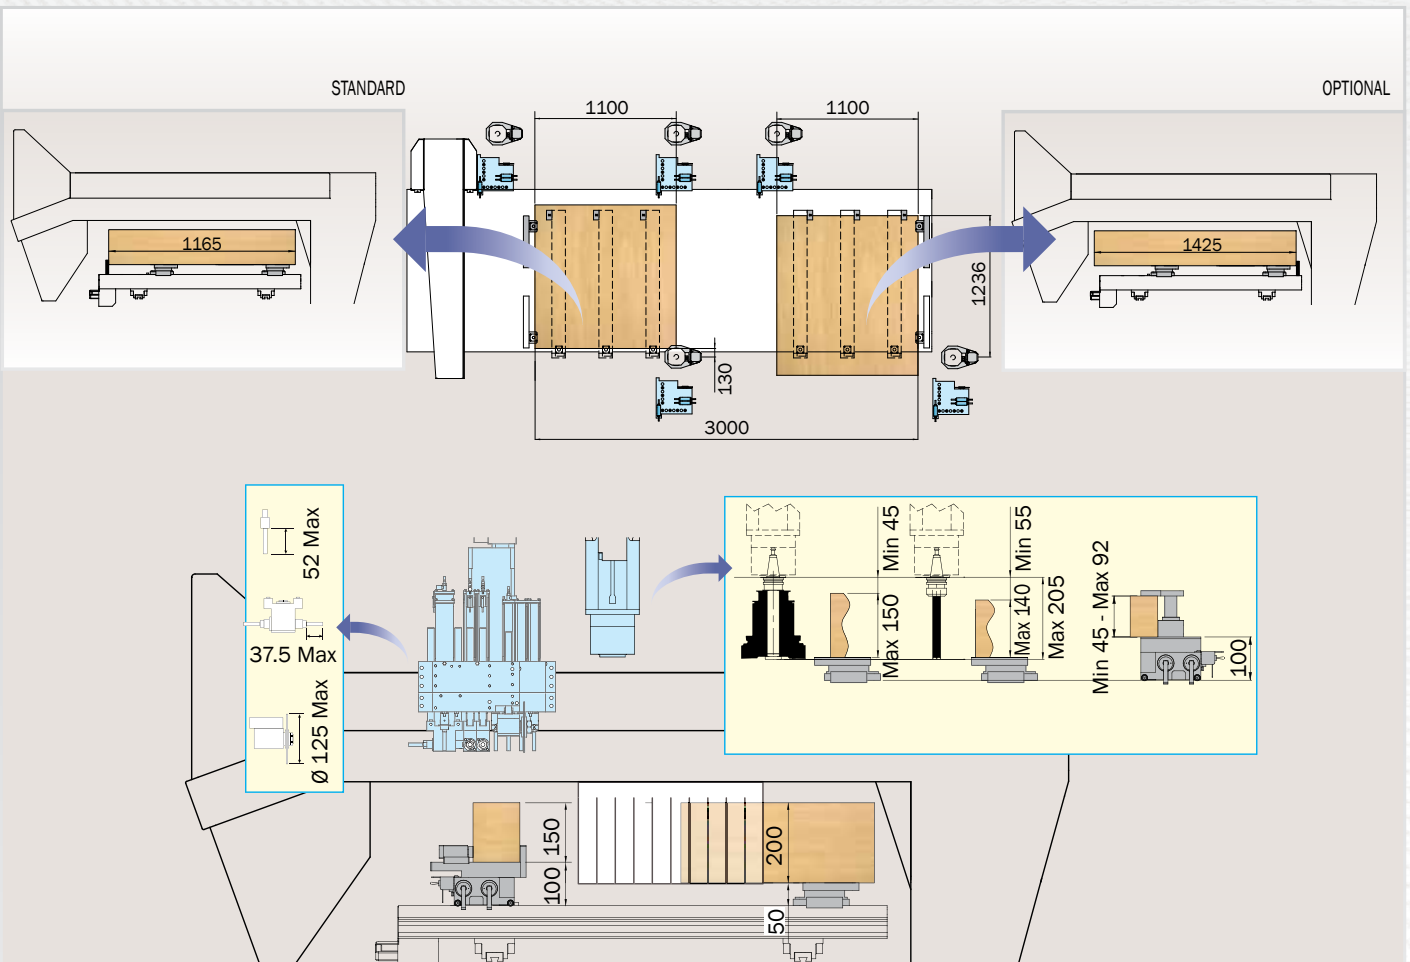 STANDARD
OPTIONAL
1100
1100
1165
1425
1236
130
3000
52 Max
37.5 Max
Ø 125 Max
Min 45
Max 150
Min 55
Max 140
Max 205
Min 45 - Max 92
100
150
100
200
50